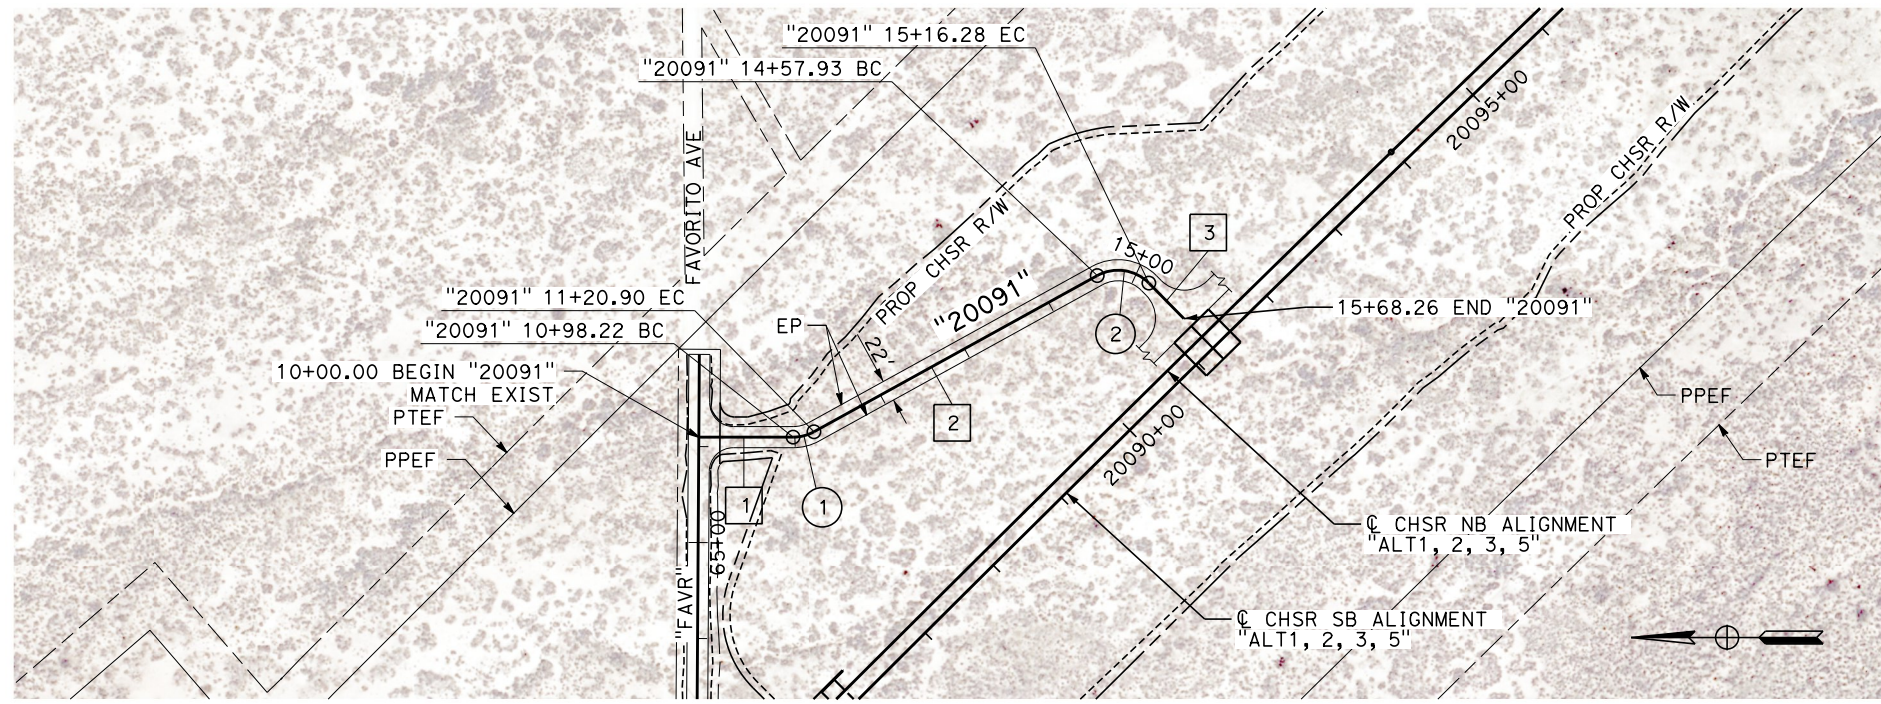 "20091" 15+16.28 EC
"20091" 14+57.93 BC
FAVORITO AVE
20095+00
PROP CHSR R/W
PROP CHSR R/W
3
15+00
"20091"
"20091" 11+20.90 EC
"20091" 10+98.22 BC
EP
22'
2
15+68.26 END "20091"
10+00.00 BEGIN "20091"
MATCH EXIST
PTEF
PPEF
2
PPEF
PTEF
20090+00
1
1
65+00
"FAVR"
℄ CHSR NB ALIGNMENT
"ALT1, 2, 3, 5"
℄ CHSR SB ALIGNMENT
"ALT1, 2, 3, 5"